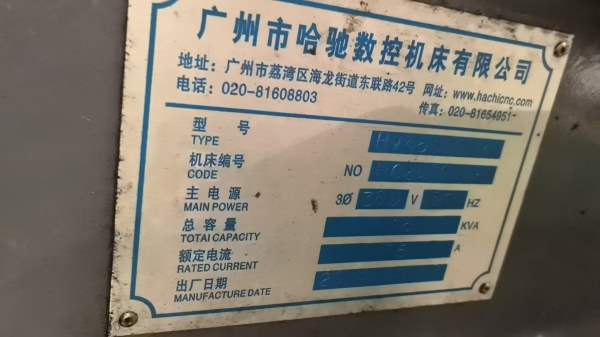 广州市哈驰数控机床有限公司
地址：广州市荔湾区海龙街道东联路42号 网址：www.hachicnc.com
电话：020-81608803 传真：020-81654951
型 号
TYPE
机床编号
CODE NO
主 电 源
MAIN POWER 3Ø V HZ
总 容 量
TOTAI CAPACITY KVA
额定电流
RATED CURRENT A
出厂日期
MANUFACTURE DATE